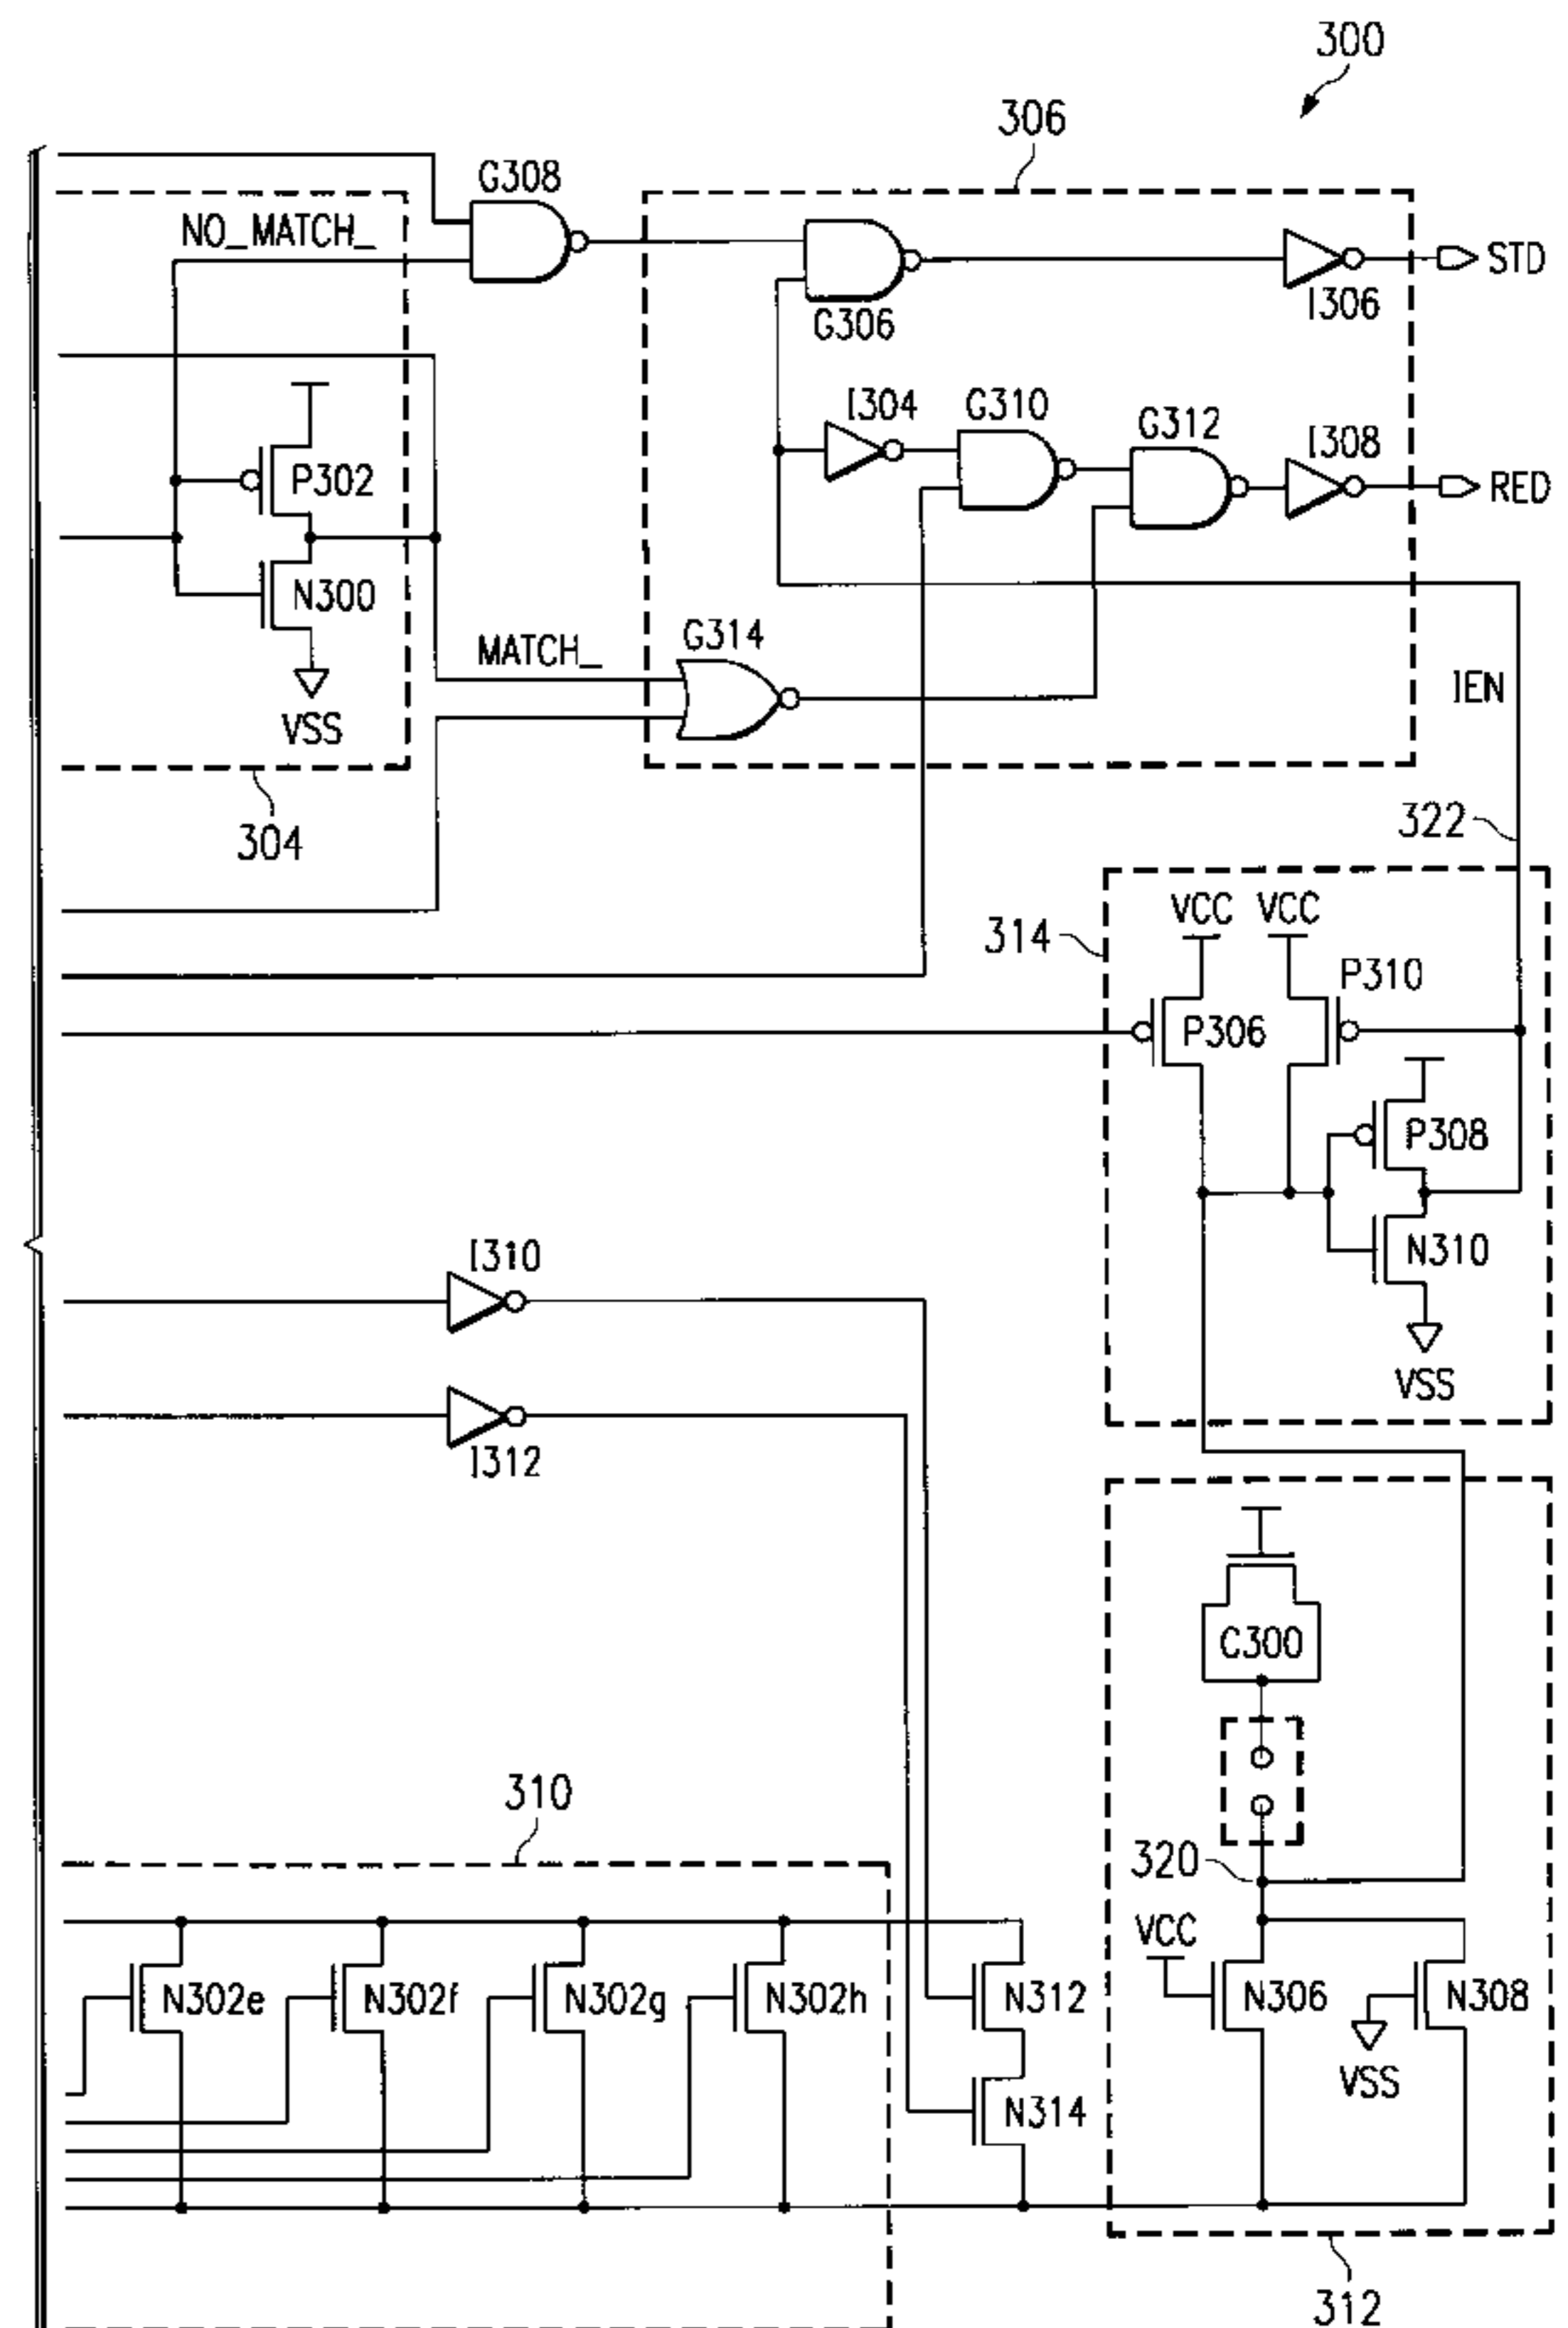 300
306
G308
NO_MATCH_
G306
I306
STD
I304
G310
G312
I308
RED
P302
N300
VSS
MATCH_
G314
IEN
304
322
314
VCC
VCC
P310
P306
P308
N310
VSS
I310
I312
C300
310
320
VCC
N302e
N302f
N302g
N302h
N312
N306
N308
VSS
N314
312